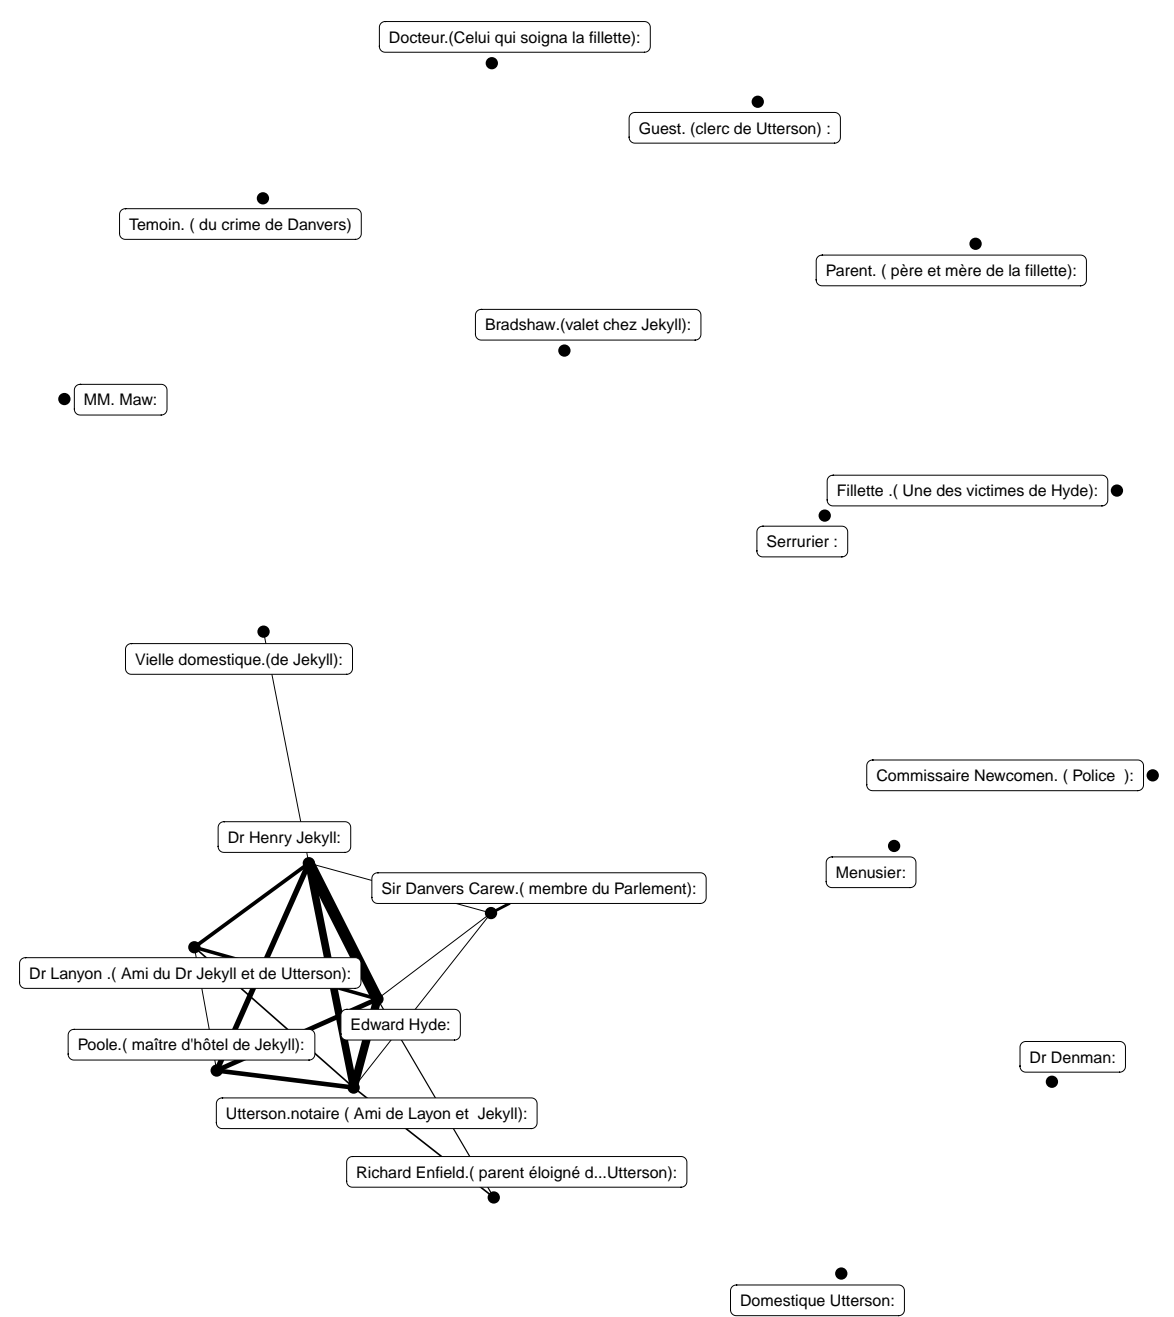 Docteur.(Celui qui soigna la fillette):
Guest. (clerc de Utterson) :
Temoin. ( du crime de Danvers)
Parent. ( père et mère de la fillette):
Bradshaw.(valet chez Jekyll):
MM. Maw:
Fillette .( Une des victimes de Hyde):
Serrurier :
Vielle domestique.(de Jekyll):
Commissaire Newcomen. ( Police  ):
Dr Henry Jekyll:
Menusier:
Sir Danvers Carew.( membre du Parlement):
Dr Lanyon .( Ami du Dr Jekyll et de Utterson):
Edward Hyde:
Poole.( maître d'hôtel de Jekyll):
Dr Denman:
Utterson.notaire ( Ami de Layon et  Jekyll):
Richard Enfield.( parent éloigné d...Utterson):
Domestique Utterson: